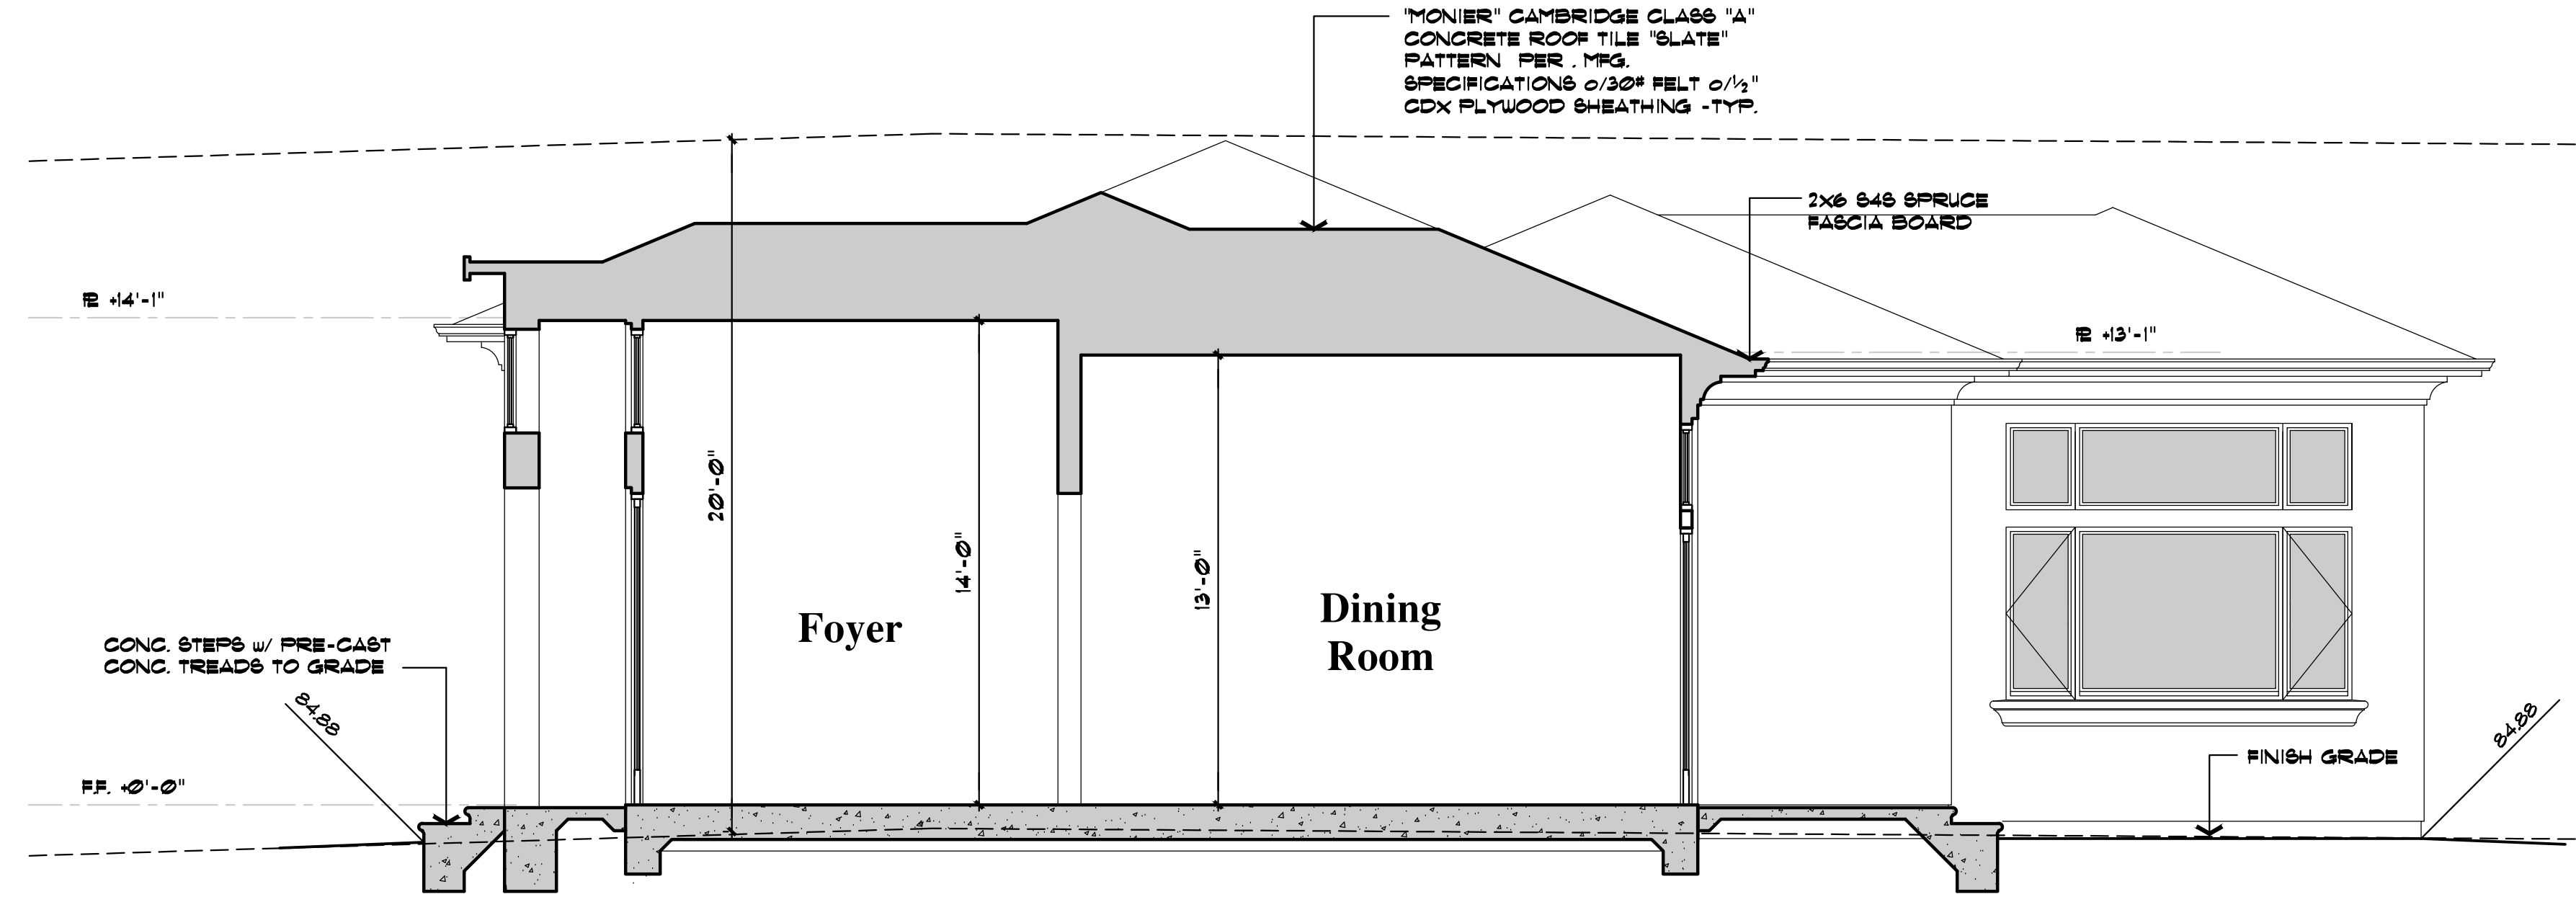 "MONIER" CAMBRIDGE CLASS "A"
CONCRETE ROOF TILE "SLATE"
PATTERN PER . MFG.
SPECIFICATIONS o/30# FELT o/½"
CDX PLYWOOD SHEATHING -TYP.
2X6 S4S SPRUCE
FASCIA BOARD
PL +14'-1"
PL +13'-1"
20'-0"
14'-0"
13'-0"
Foyer
Dining
Room
CONC. STEPS w/ PRE-CAST
CONC. TREADS TO GRADE
84.88
84.88
FINISH GRADE
F.F. +0'-0"